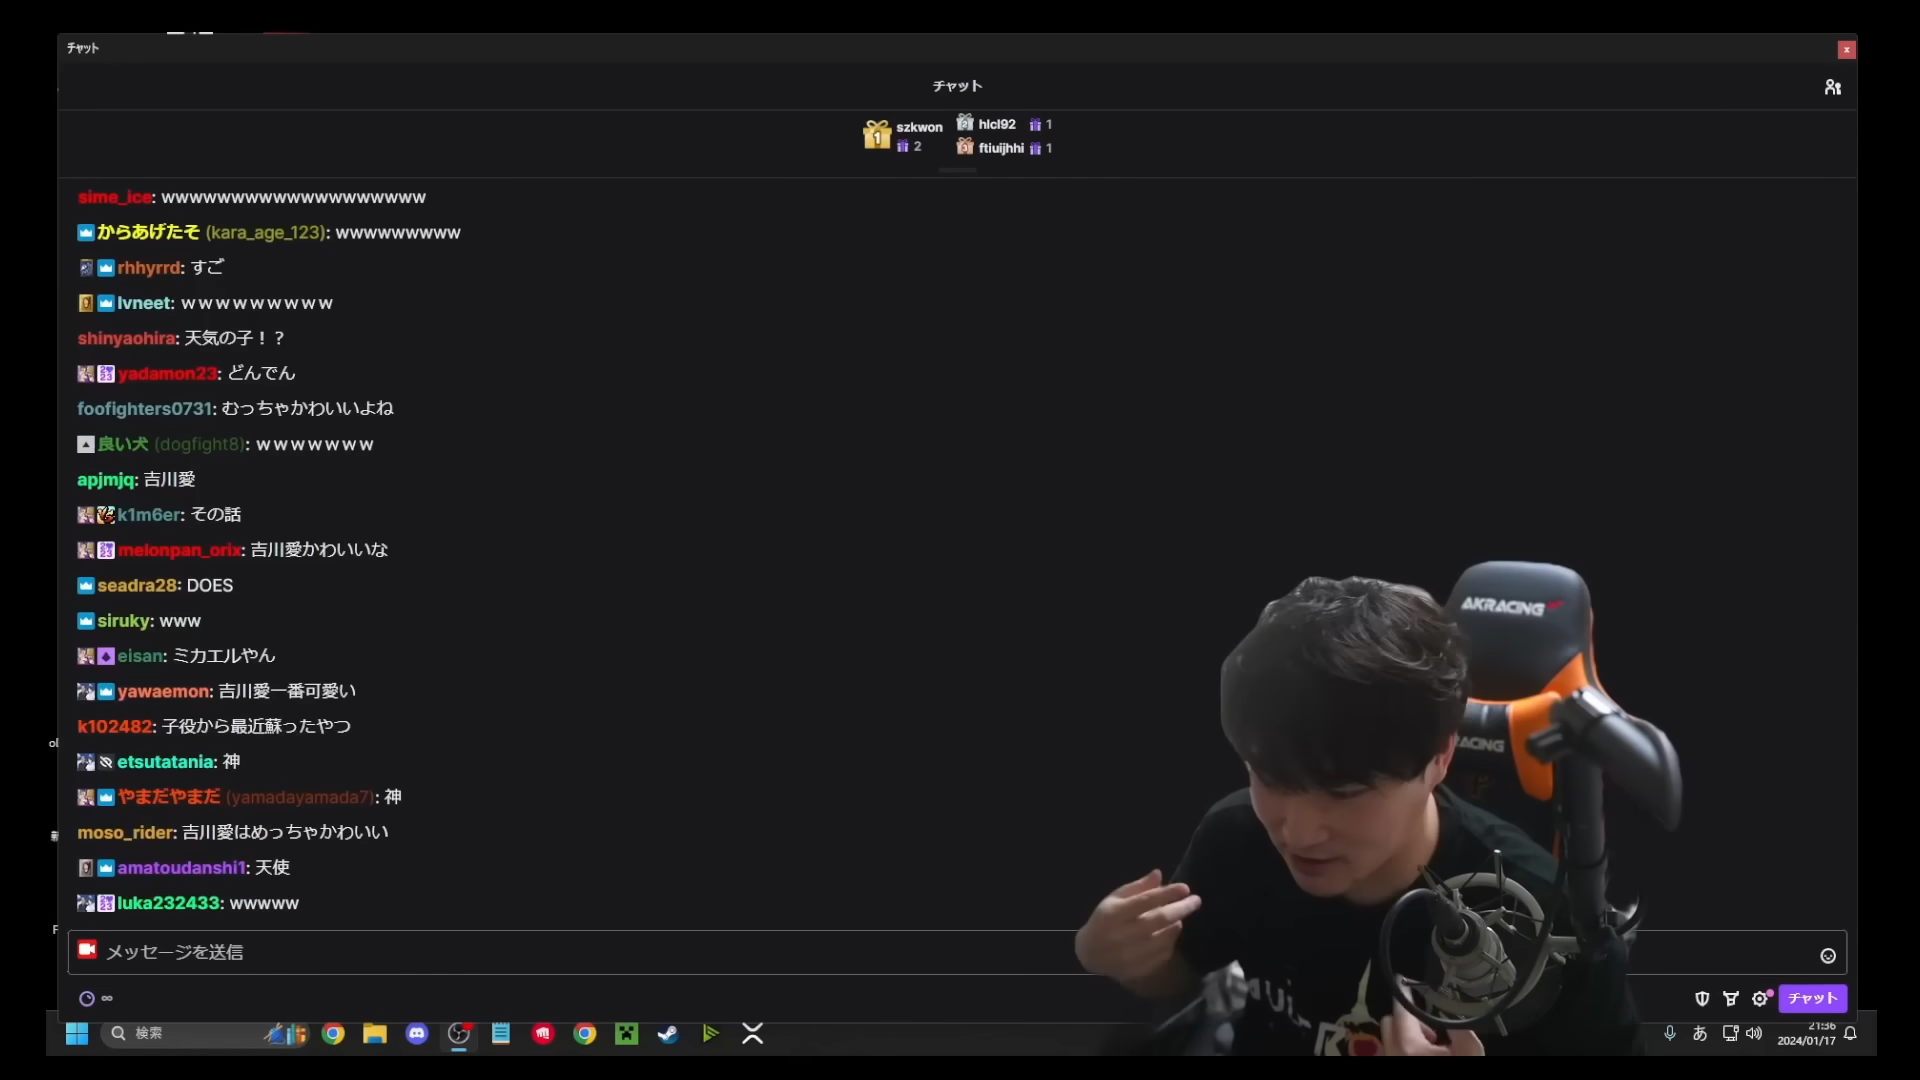 チャット
チャット
szkwon
2
hlcl92 1
ftiuijhhi 1
sime_ice: wwwwwwwwwwwwwwwwwww
からあげたそ (kara_age_123): wwwwwwwww
rhhyrrd: すご
lvneet: ｗｗｗｗｗｗｗｗｗ
shinyaohira: 天気の子！？
yadamon23: どんでん
foofighters0731: むっちゃかわいいよね
良い犬 (dogfight8): ｗｗｗｗｗｗｗ
apjmjq: 吉川愛
k1m6er: その話
melonpan_orix: 吉川愛かわいいな
seadra28: DOES
siruky: www
eisan: ミカエルやん
yawaemon: 吉川愛一番可愛い
k102482: 子役から最近蘇ったやつ
etsutatania: 神
やまだやまだ (yamadayamada7): 神
moso_rider: 吉川愛はめっちゃかわいい
amatoudanshi1: 天使
luka232433: wwwww
メッセージを送信
∞
チャット
検索
あ
21:36
2024/01/17
AKRACING
RACING